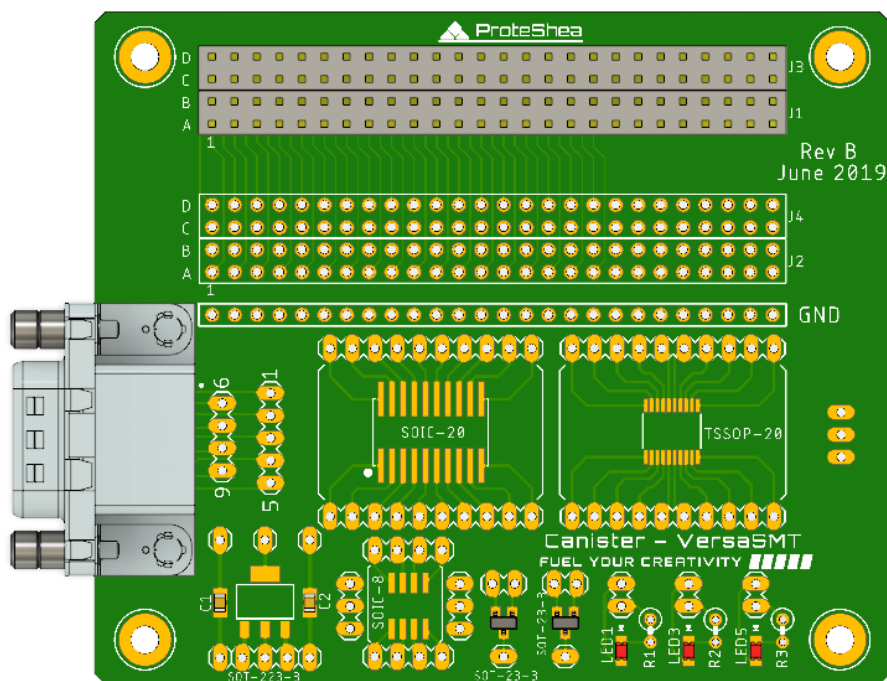 ProteShea
D
C
B
A
1
J3
J1
Rev B
June 2019
D
C
B
A
1
J4
J2
GND
6
1
9
5
SOIC-20
TSSOP-20
Canister - VersaSMT
FUEL YOUR CREATIVITY
C1
C2
SOT-223-3
SOIC-8
SOT-23-3
SOT-23-3
LED1
R1
LED3
R2
LED5
R3